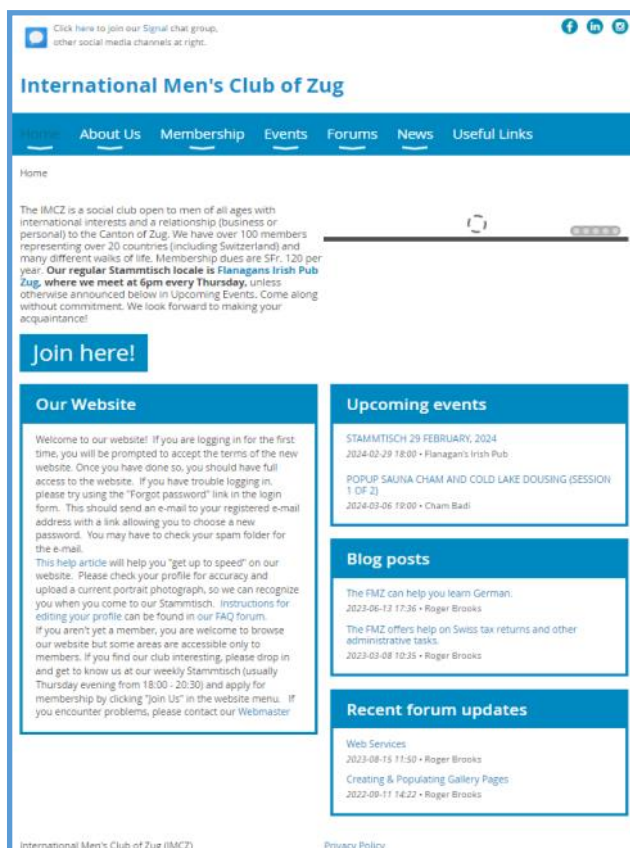 Click here to join our Signal chat group,
other social media channels at right.
International Men's Club of Zug
Home About Us Membership Events Forums News Useful Links
Home
The IMCZ is a social club open to men of all ages with
international interests and a relationship (business or
personal) to the Canton of Zug. We have over 100 members
representing over 20 countries (including Switzerland) and
many different walks of life. Membership dues are SFr. 120 per
year. Our regular Stammtisch locale is Flanagans Irish Pub
Zug, where we meet at 6pm every Thursday, unless
otherwise announced below in Upcoming Events. Come along
without commitment. We look forward to making your
acquaintance!
Join here!
Our Website
Welcome to our website! If you are logging in for the first
time, you will be prompted to accept the terms of the new
website. Once you have done so, you should have full
access to the website. If you have trouble logging in,
please try using the "Forgot password" link in the login
form. This should send an e-mail to your registered e-mail
address with a link allowing you to choose a new
password. You may have to check your spam folder for
the e-mail.
This help article will help you "get up to speed" on our
website. Please check your profile for accuracy and
upload a current portrait photograph, so we can recognize
you when you come to our Stammtisch. Instructions for
editing your profile can be found in our FAQ forum.
If you aren't yet a member, you are welcome to browse
our website but some areas are accessible only to
members. If you find our club interesting, please drop in
and get to know us at our weekly Stammtisch (usually
Thursday evening from 18:00 - 20:30) and apply for
membership by clicking "Join Us" in the website menu. If
you encounter problems, please contact our Webmaster
Upcoming events
STAMMTISCH 29 FEBRUARY, 2024
2024-02-29 18:00 • Flanagan's Irish Pub
POPUP SAUNA CHAM AND COLD LAKE DOUSING (SESSION
1 OF 2)
2024-03-06 19:00 • Cham Badi
Blog posts
The FMZ can help you learn German.
2023-06-13 17:36 • Roger Brooks
The FMZ offers help on Swiss tax returns and other
administrative tasks.
2023-03-08 10:35 • Roger Brooks
Recent forum updates
Web Services
2023-08-15 11:50 • Roger Brooks
Creating & Populating Gallery Pages
2022-09-11 14:22 • Roger Brooks
International Men's Club of Zug (IMCZ)
Privacy Policy